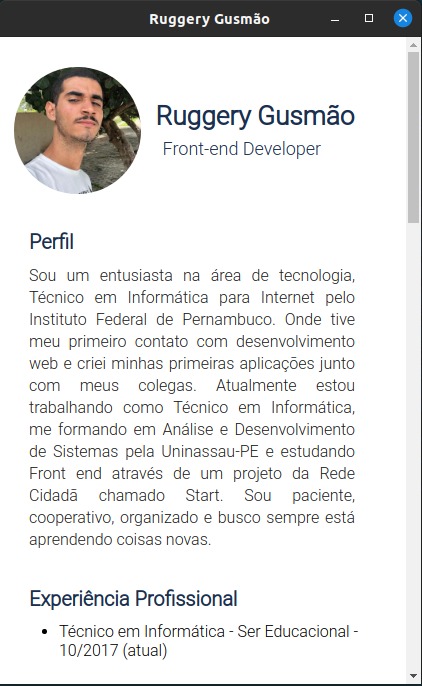 Ruggery Gusmão
Ruggery Gusmão
Front-end Developer
Perfil
Sou um entusiasta na área de tecnologia,
Técnico em Informática para Internet pelo
Instituto Federal de Pernambuco. Onde tive
meu primeiro contato com desenvolvimento
web e criei minhas primeiras aplicações junto
com meus colegas. Atualmente estou
trabalhando como Técnico em Informática,
me formando em Análise e Desenvolvimento
de Sistemas pela Uninassau-PE e estudando
Front end através de um projeto da Rede
Cidadã chamado Start. Sou paciente,
cooperativo, organizado e busco sempre está
aprendendo coisas novas.
Experiência Profissional
• Técnico em Informática - Ser Educacional -
10/2017 (atual)